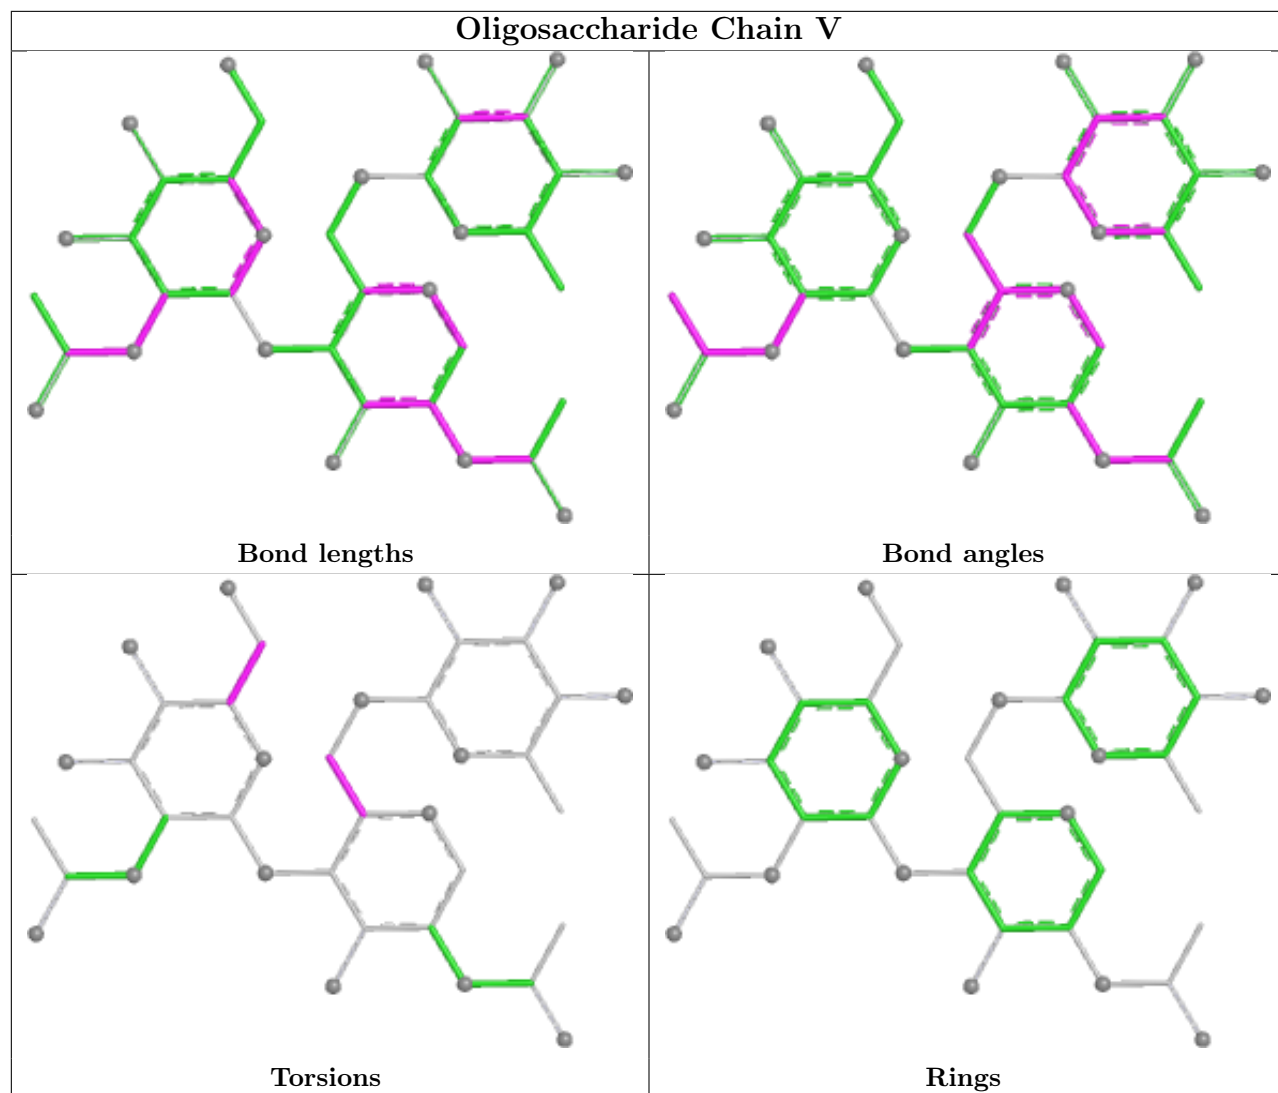 Oligosaccharide Chain V
Bond lengths
Bond angles
Torsions
Rings